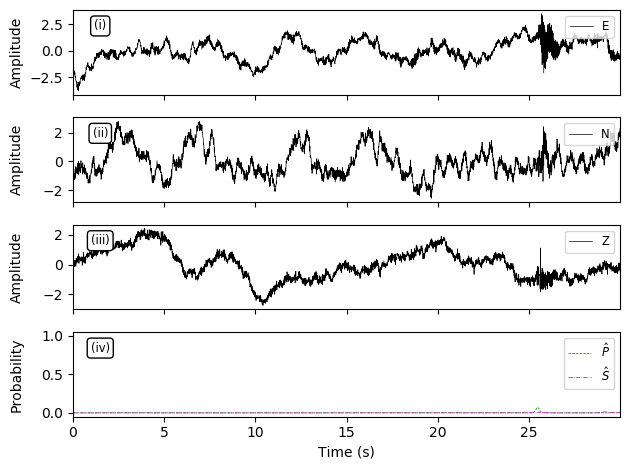 (i)
E
Amplitude
2.5
0.0
−2.5
(ii)
N
Amplitude
2
0
−2
(iii)
Z
Amplitude
2
0
−2
(iv)
P̂
Ŝ
Probability
1.0
0.5
0.0
0 5 10 15 20 25
Time (s)